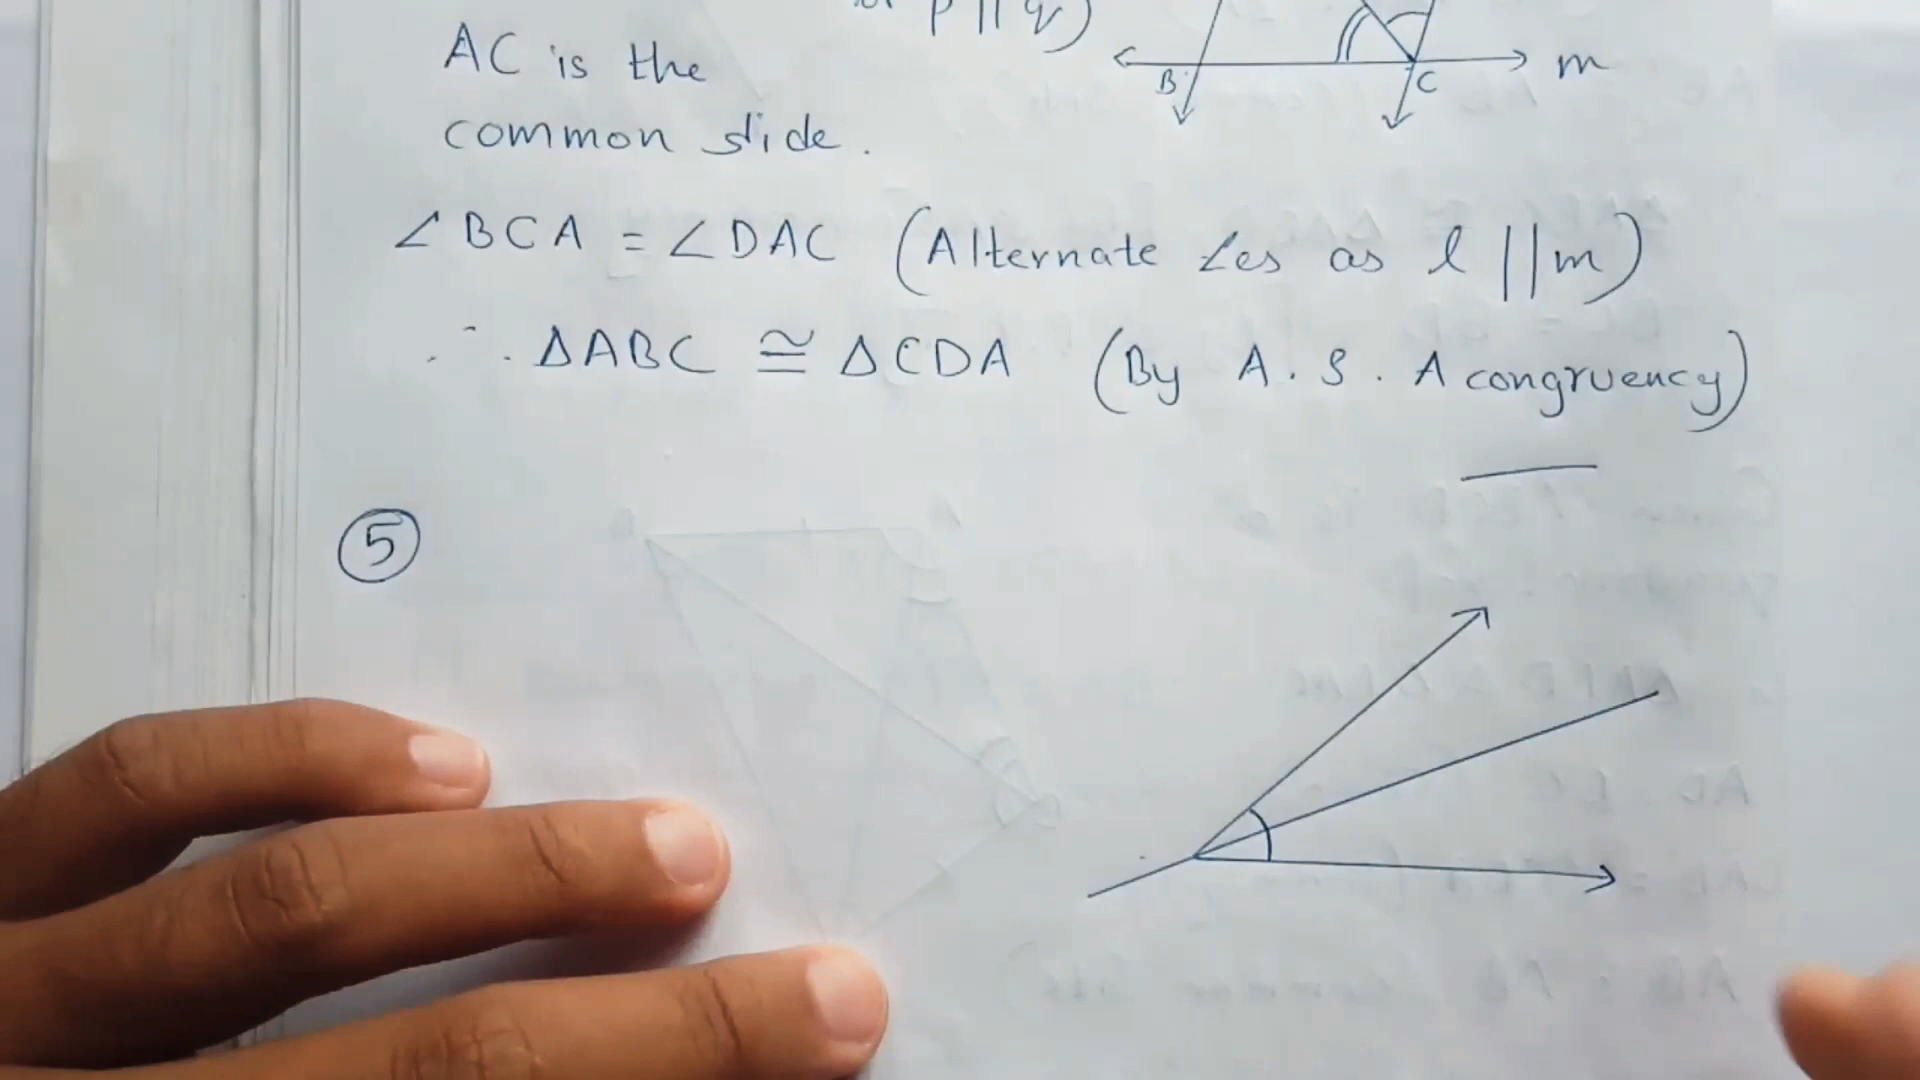 p || q)
AC is the
common side.
B C m
∠BCA = ∠DAC (Alternate ∠es as l || m)
∴ ΔABC ≅ ΔCDA (By A.S.A congruency)
5